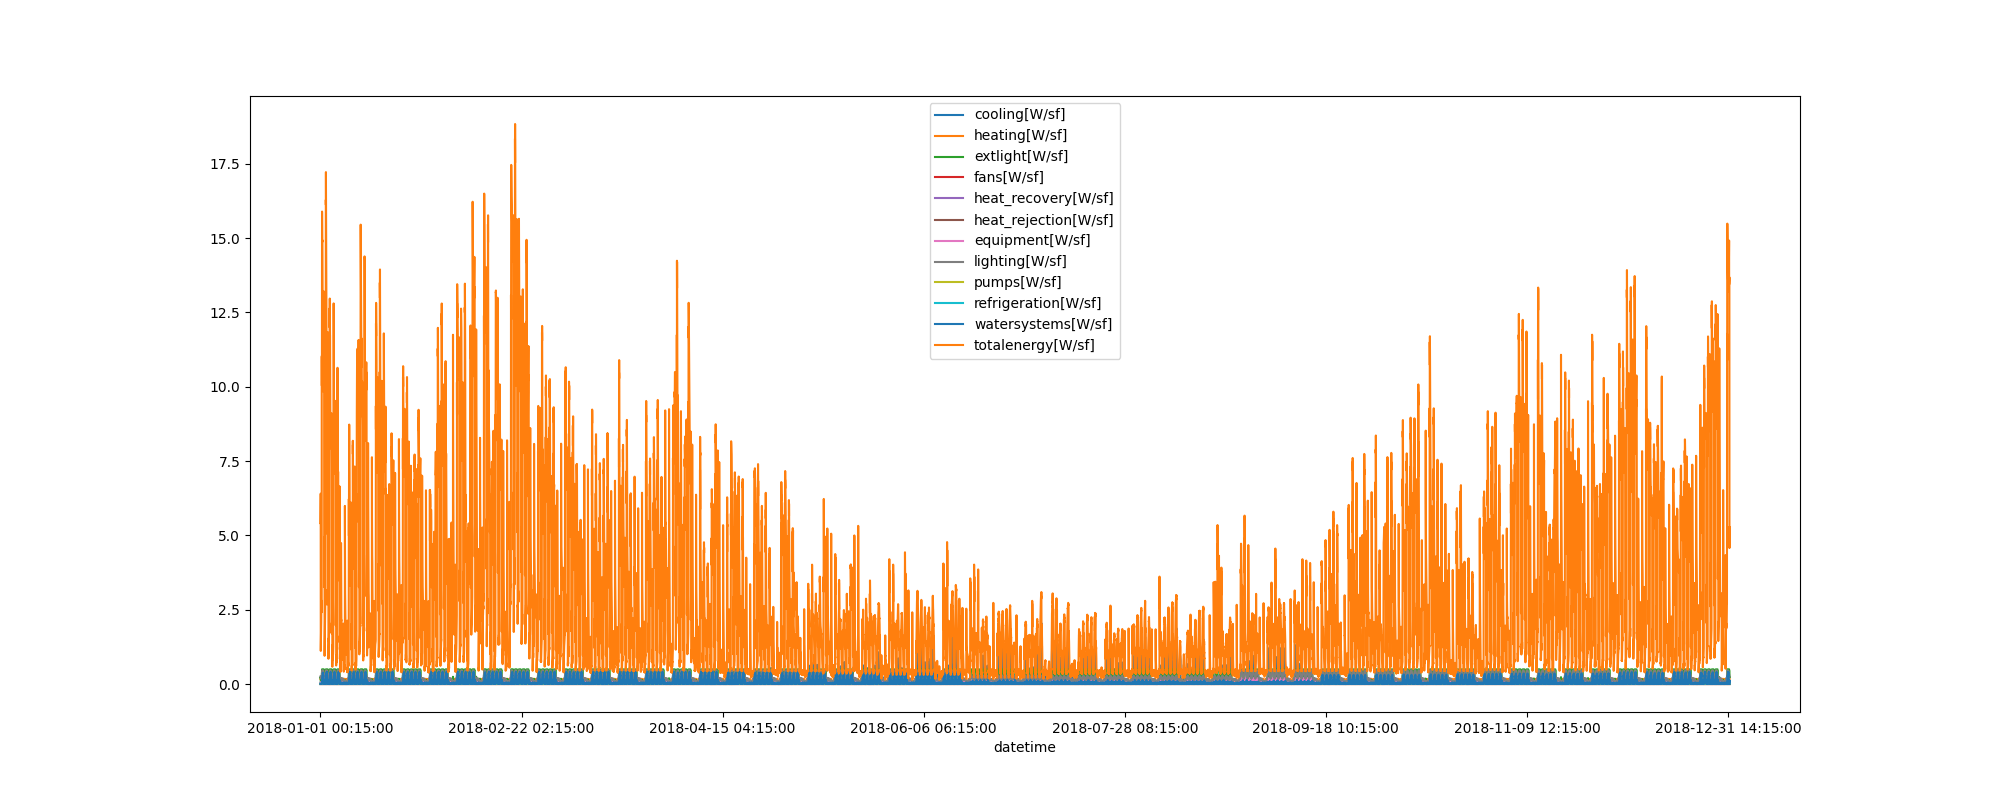 cooling[W/sf]
heating[W/sf]
extlight[W/sf]
fans[W/sf]
heat_recovery[W/sf]
heat_rejection[W/sf]
equipment[W/sf]
lighting[W/sf]
pumps[W/sf]
refrigeration[W/sf]
watersystems[W/sf]
totalenergy[W/sf]
17.5
15.0
12.5
10.0
7.5
5.0
2.5
0.0
2018-01-01 00:15:00 2018-02-22 02:15:00 2018-04-15 04:15:00 2018-06-06 06:15:00 2018-07-28 08:15:00 2018-09-18 10:15:00 2018-11-09 12:15:00 2018-12-31 14:15:00
datetime